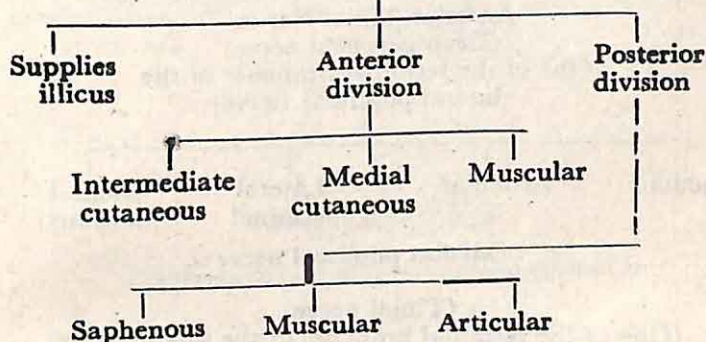 Supplies
illicus
Anterior
division
Posterior
division
Intermediate
cutaneous
Medial
cutaneous
Muscular
Saphenous
Muscular
Articular